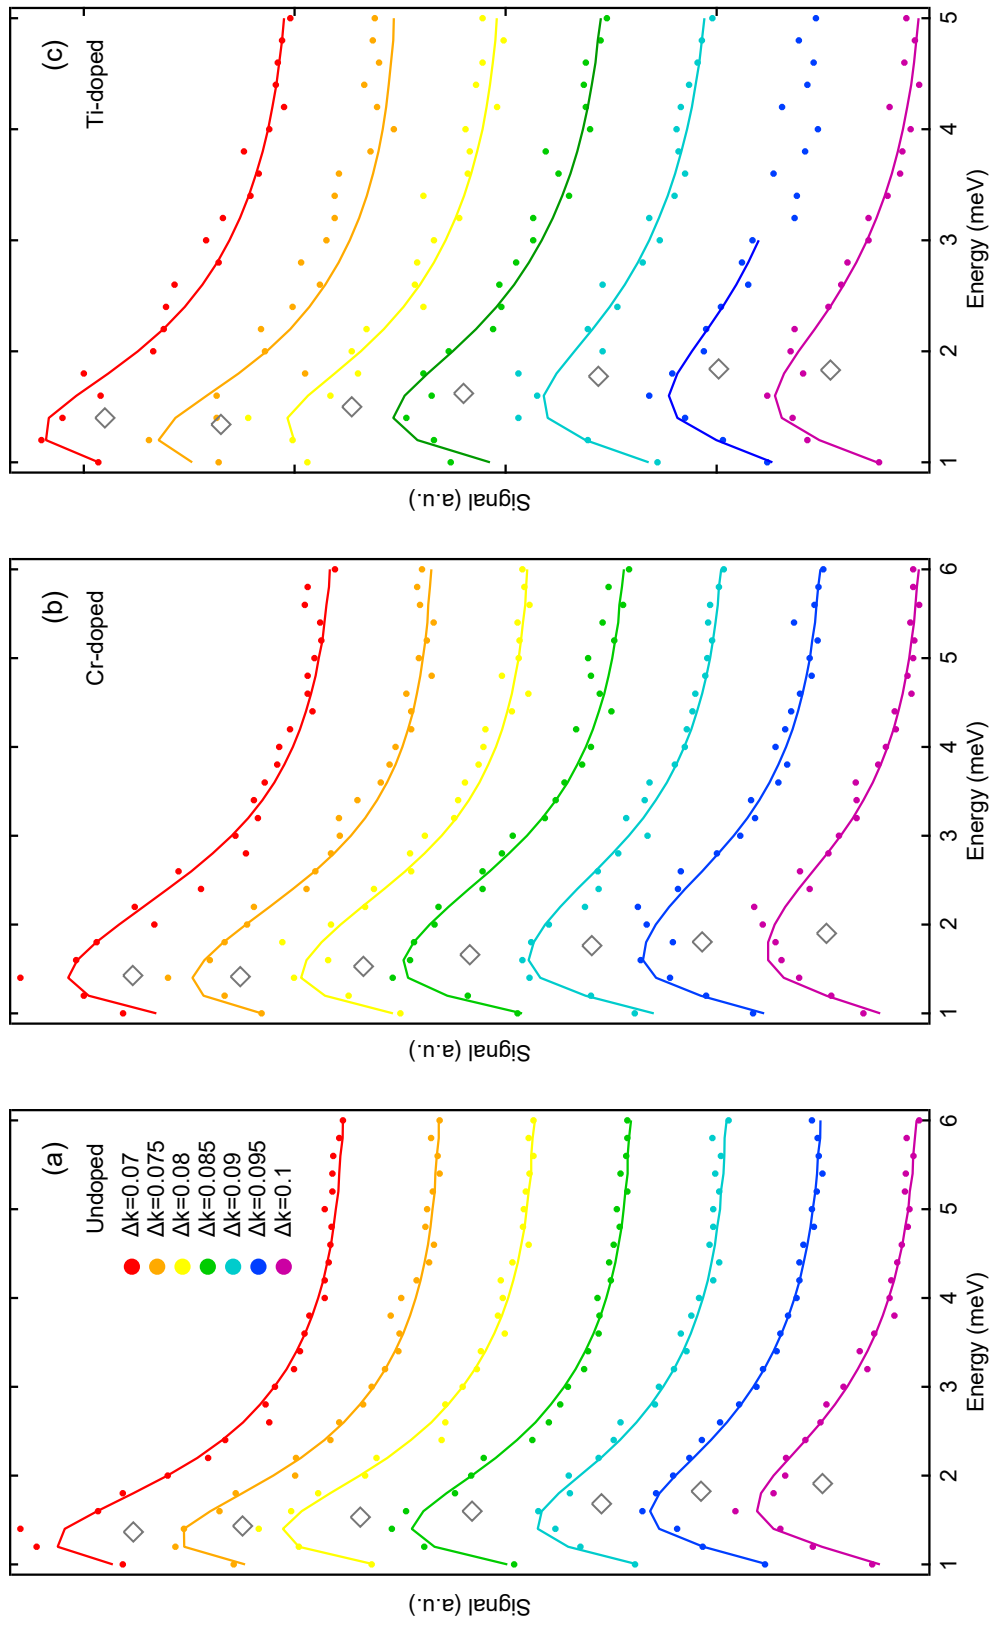 (a)
Undoped
Δk=0.07
Δk=0.075
Δk=0.08
Δk=0.085
Δk=0.09
Δk=0.095
Δk=0.1
Signal (a.u.)
1 2 3 4 5 6
Energy (meV)
(b)
Cr-doped
Signal (a.u.)
1 2 3 4 5 6
Energy (meV)
(c)
Ti-doped
Signal (a.u.)
1 2 3 4 5
Energy (meV)